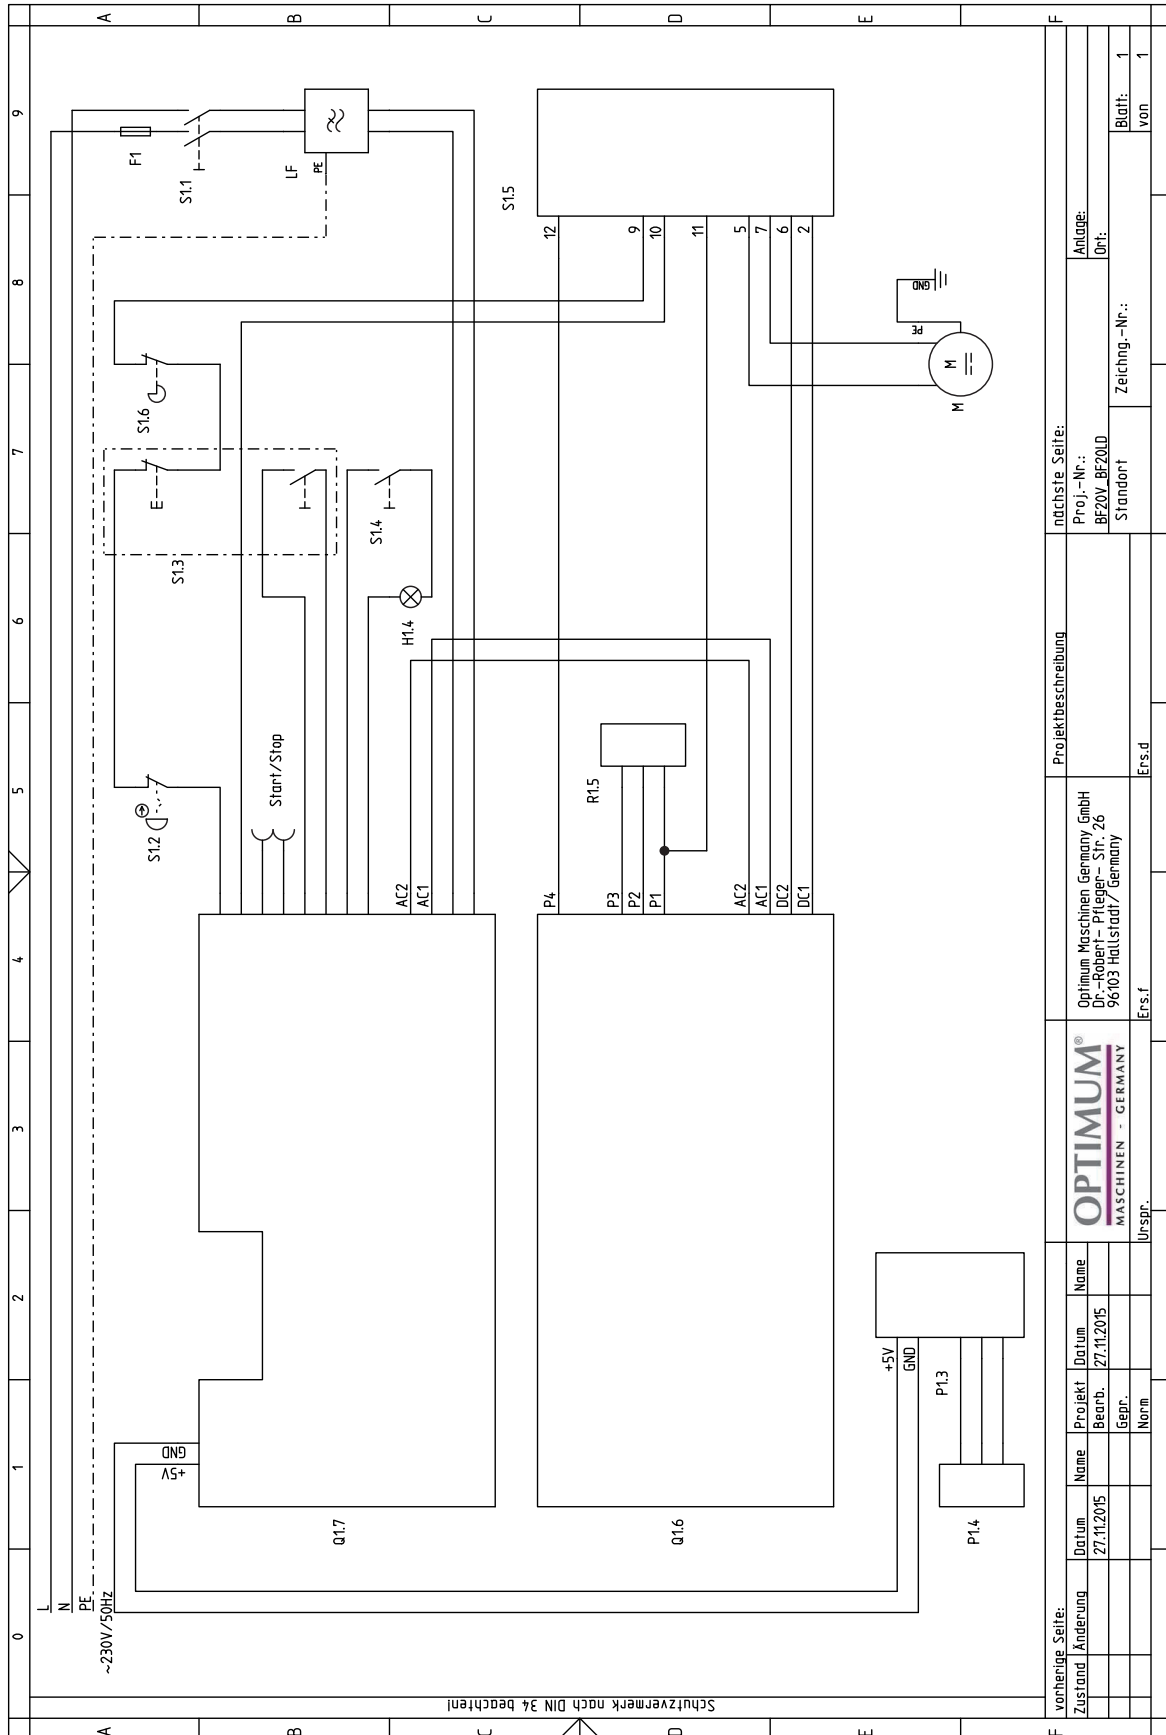 0 1 2 3 4 5 6 7 8 9
A
B
C
D
E
F
A
B
C
D
E
F
Schutzvermerk nach DIN 34 beachten!
L
N
PE
~230V/50Hz
F1
S1.1
LF
PE
S1.2
S1.3
S1.6
Start/Stop
S1.4
H1.4
GND
+5V
Q1.7
AC2
AC1
S1.5
12
9
10
11
5
7
6
2
P4
P3
P2
P1
AC2
AC1
DC2
DC1
R1.5
Q1.6
+5V
GND
P1.3
P1.4
M
M
PE
GND
vorherige Seite:
nächste Seite:
Zustand Änderung Datum Name Projekt Datum Name
27.11.2015 Bearb. 27.11.2015
Gepr.
Norm
Urspr. Ers.f Ers.d
OPTIMUM®
MASCHINEN - GERMANY
Optimum Maschinen Germany GmbH
Dr.-Robert- Pfleger- Str. 26
96103 Hallstadt/ Germany
Projektbeschreibung
Proj.-Nr.:
BF20V_BF20LD
Standort
Zeichng.-Nr.:
Anlage:
Ort:
Blatt: 1
von 1